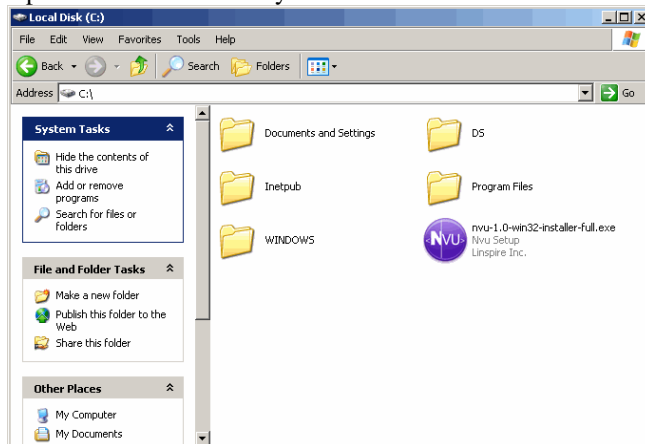 Local Disk (C:)
File Edit View Favorites Tools Help
Back Search Folders
Address C:\ Go
System Tasks
Hide the contents of
this drive
Add or remove
programs
Search for files or
folders
File and Folder Tasks
Make a new folder
Publish this folder to the
Web
Share this folder
Other Places
My Computer
My Documents
Documents and Settings
DS
Inetpub
Program Files
WINDOWS
NVU
nvu-1.0-win32-installer-full.exe
Nvu Setup
Linspire Inc.